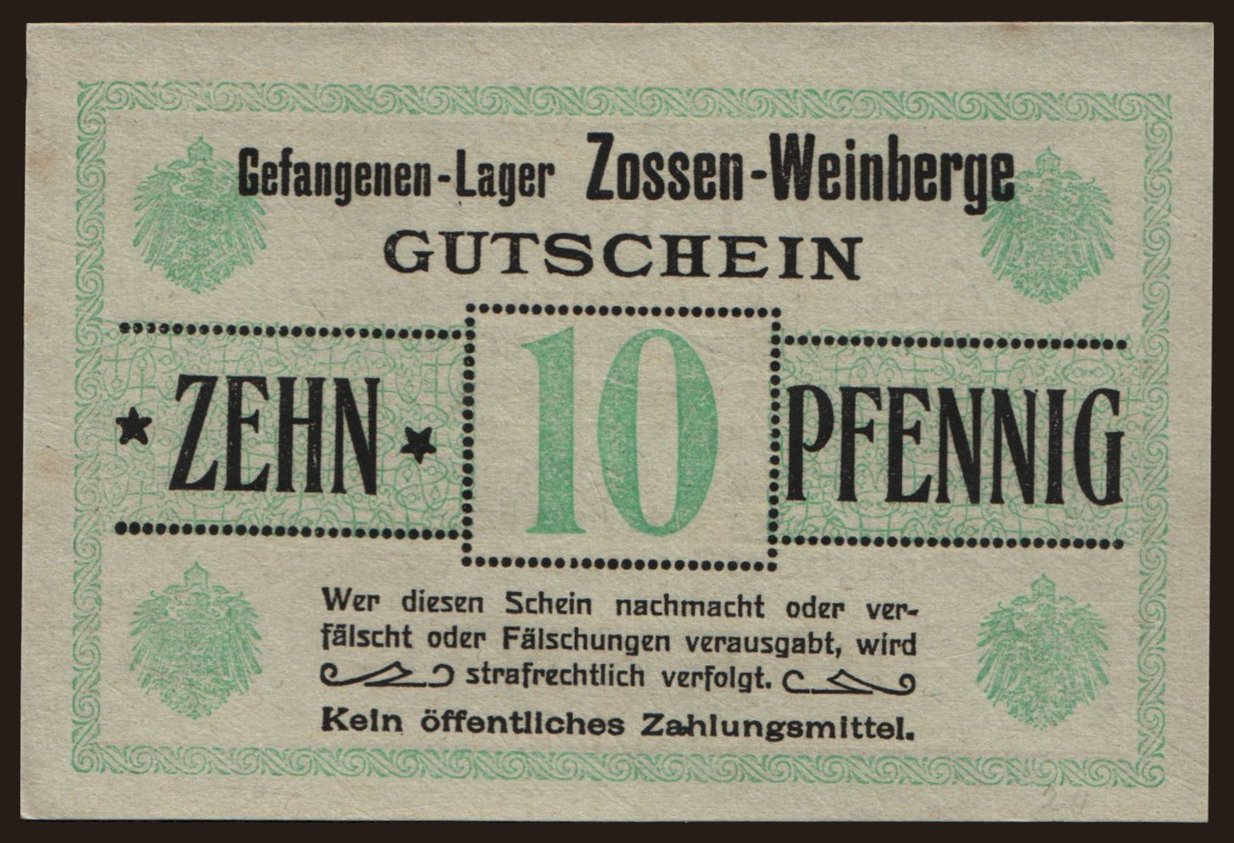 Gefangenen-Lager Zossen-Weinberge
GUTSCHEIN
★ ZEHN ★ 10 PFENNIG
Wer diesen Schein nachmacht oder ver-
fälscht oder Fälschungen verausgabt, wird
strafrechtlich verfolgt.
Kein öffentliches Zahlungsmittel.